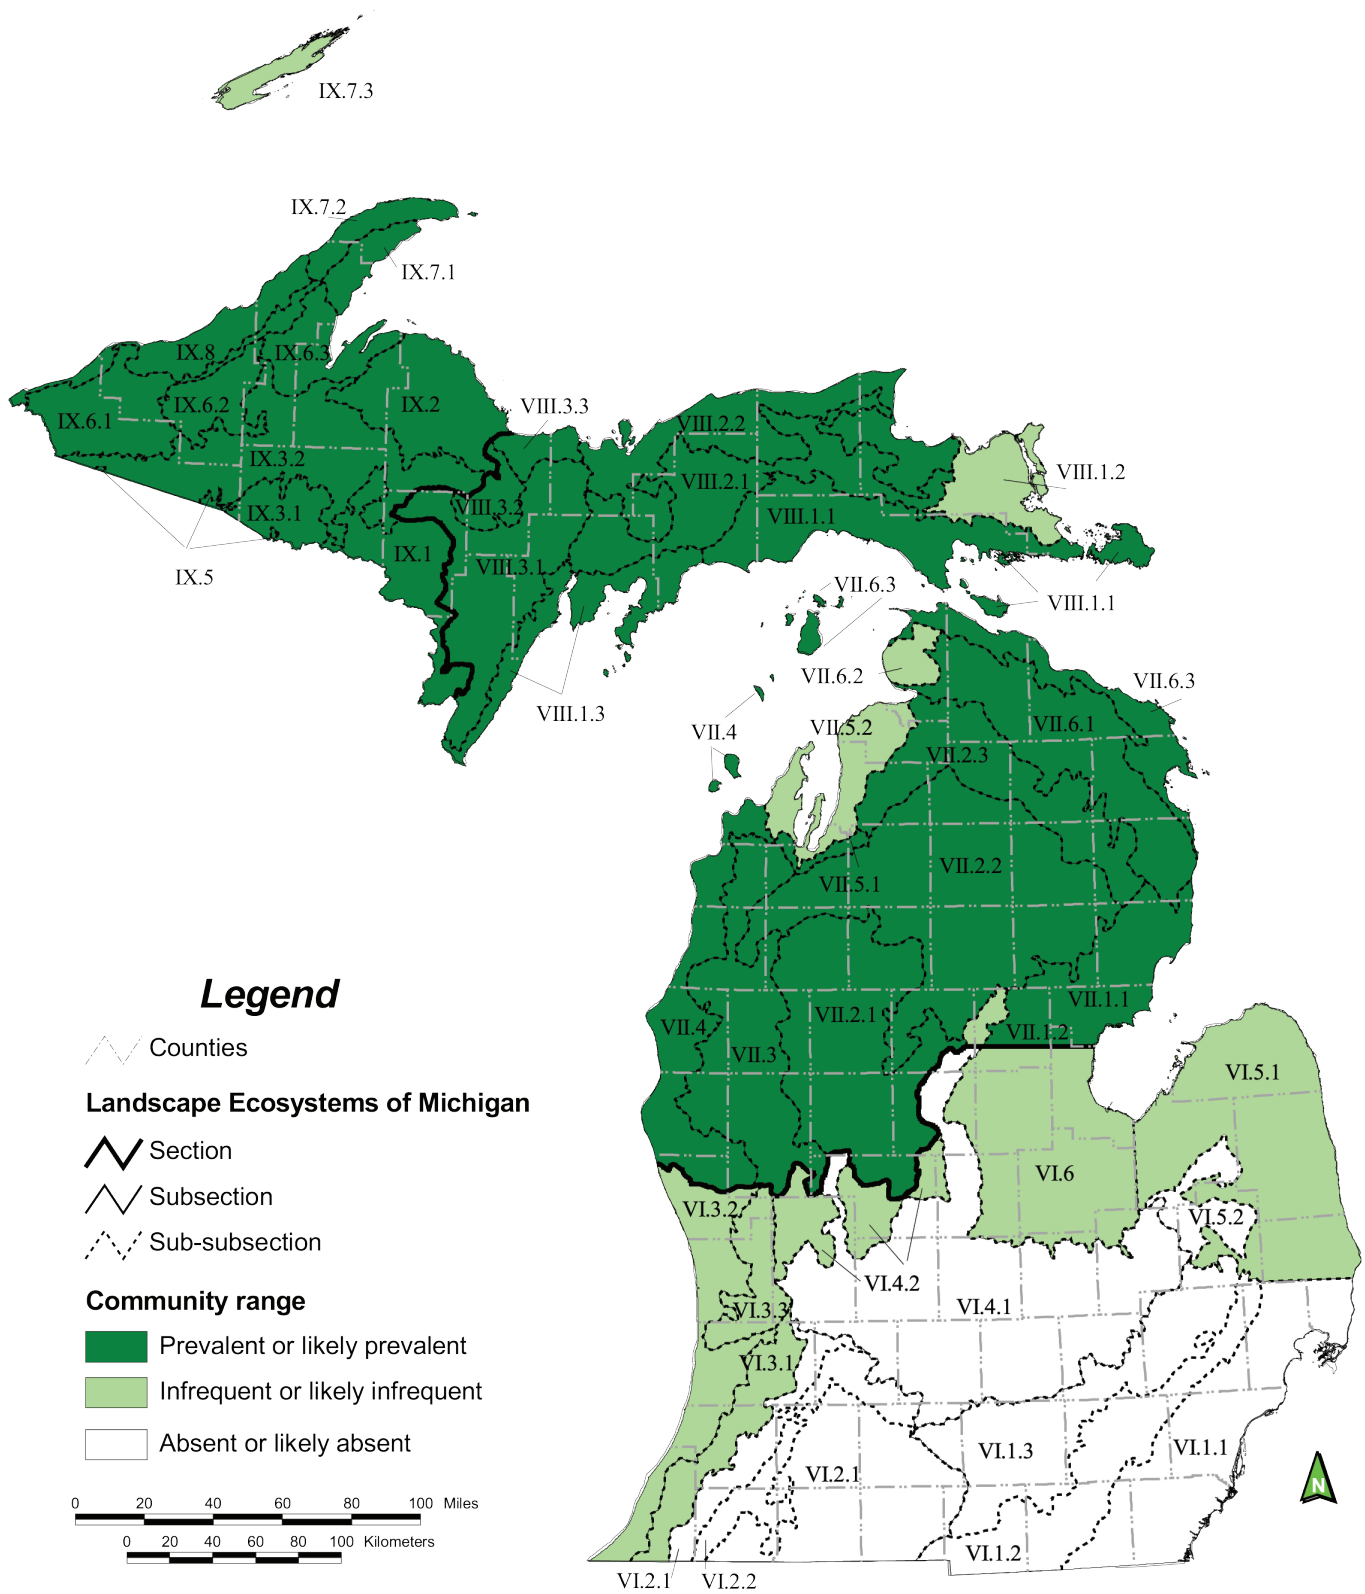 IX.7.3
IX.7.2
IX.7.1
IX.8
IX.6.3
IX.6.1
IX.6.2
IX.2
VIII.3.3
VIII.2.2
IX.3.2
VIII.1.2
VIII.2.1
IX.3.1
VIII.3.2
VIII.1.1
IX.1
VIII.3.1
IX.5
VII.6.3
VIII.1.1
VII.6.2
VII.6.3
VIII.1.3
VII.4
VII.5.2
VII.6.1
VII.2.3
VII.5.1
VII.2.2
VII.4
VII.3
VII.2.1
VII.1.1
VII.1.2
VI.5.1
VI.6
VI.3.2
VI.5.2
VI.4.2
VI.3.3
VI.4.1
VI.3.1
VI.2.1
VI.1.3
VI.1.1
VI.1.2
VI.2.1
VI.2.2
Legend
Counties
Landscape Ecosystems of Michigan
Section
Subsection
Sub-subsection
Community range
Prevalent or likely prevalent
Infrequent or likely infrequent
Absent or likely absent
0 20 40 60 80 100 Miles
0 20 40 60 80 100 Kilometers
N